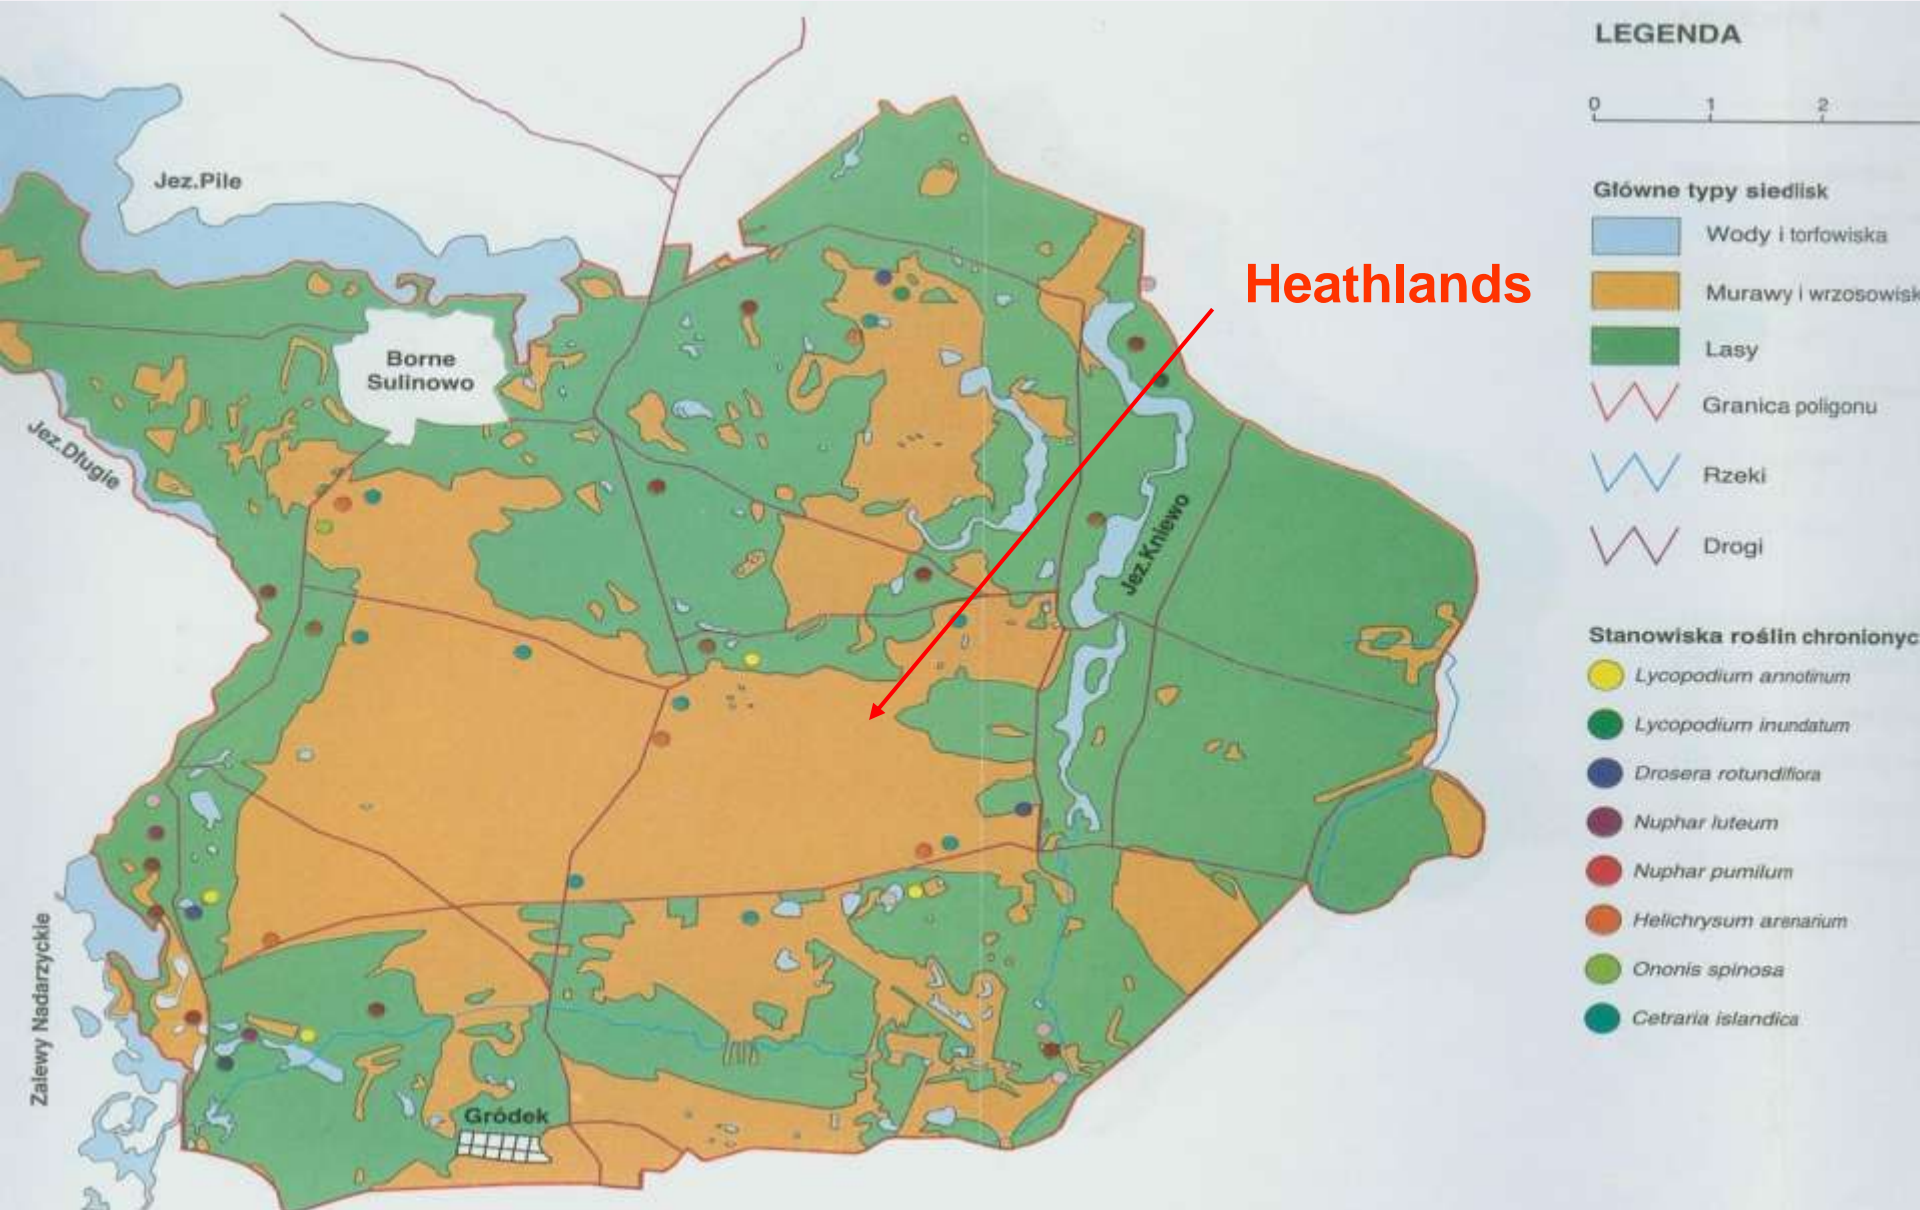 LEGENDA
0 1 2
Jez.Pile
Główne typy siedlisk
Wody i torfowiska
Heathlands
Murawy i wrzosowisk
Lasy
Borne
Sulinowo
Granica poligonu
Jez.Długie
Rzeki
Jez.Kniewo
Drogi
Stanowiska roślin chronionyc
Lycopodium annotinum
Lycopodium inundatum
Drosera rotundiflora
Nuphar luteum
Nuphar pumilum
Helichrysum arenarium
Ononis spinosa
Cetraria islandica
Zalewy Nadarzyckie
Gródek